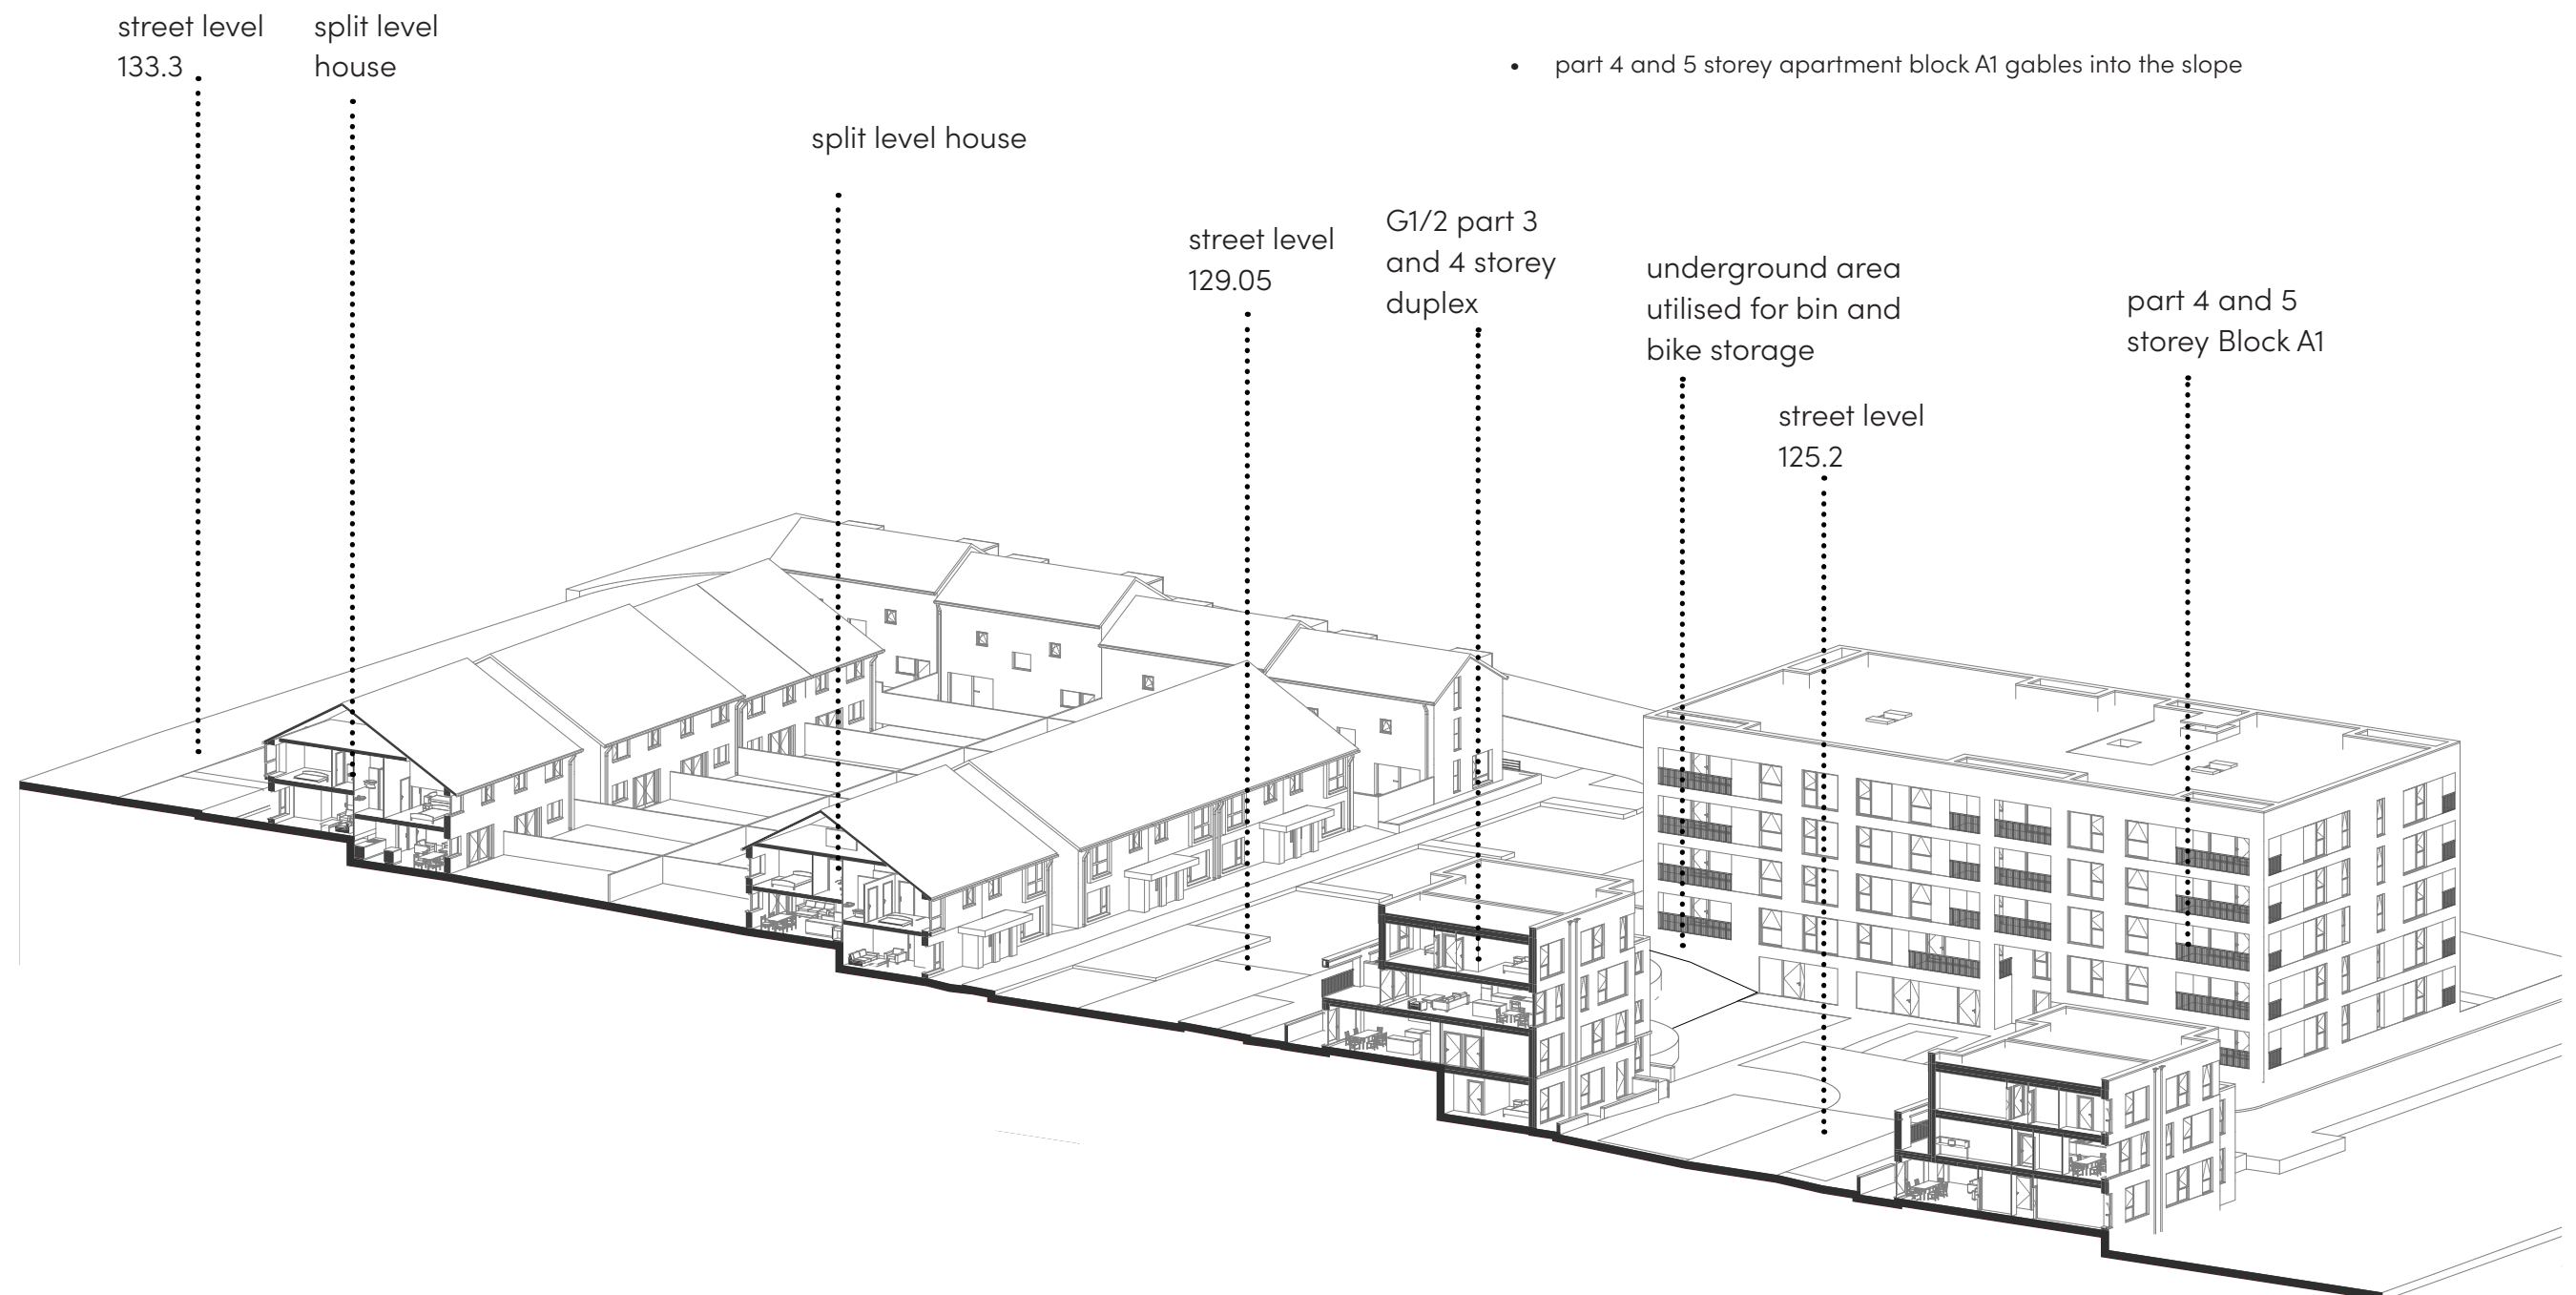 street level
133.3
split level
house
• part 4 and 5 storey apartment block A1 gables into the slope
split level house
street level
129.05
G1/2 part 3
and 4 storey
duplex
underground area
utilised for bin and
bike storage
part 4 and 5
storey Block A1
street level
125.2